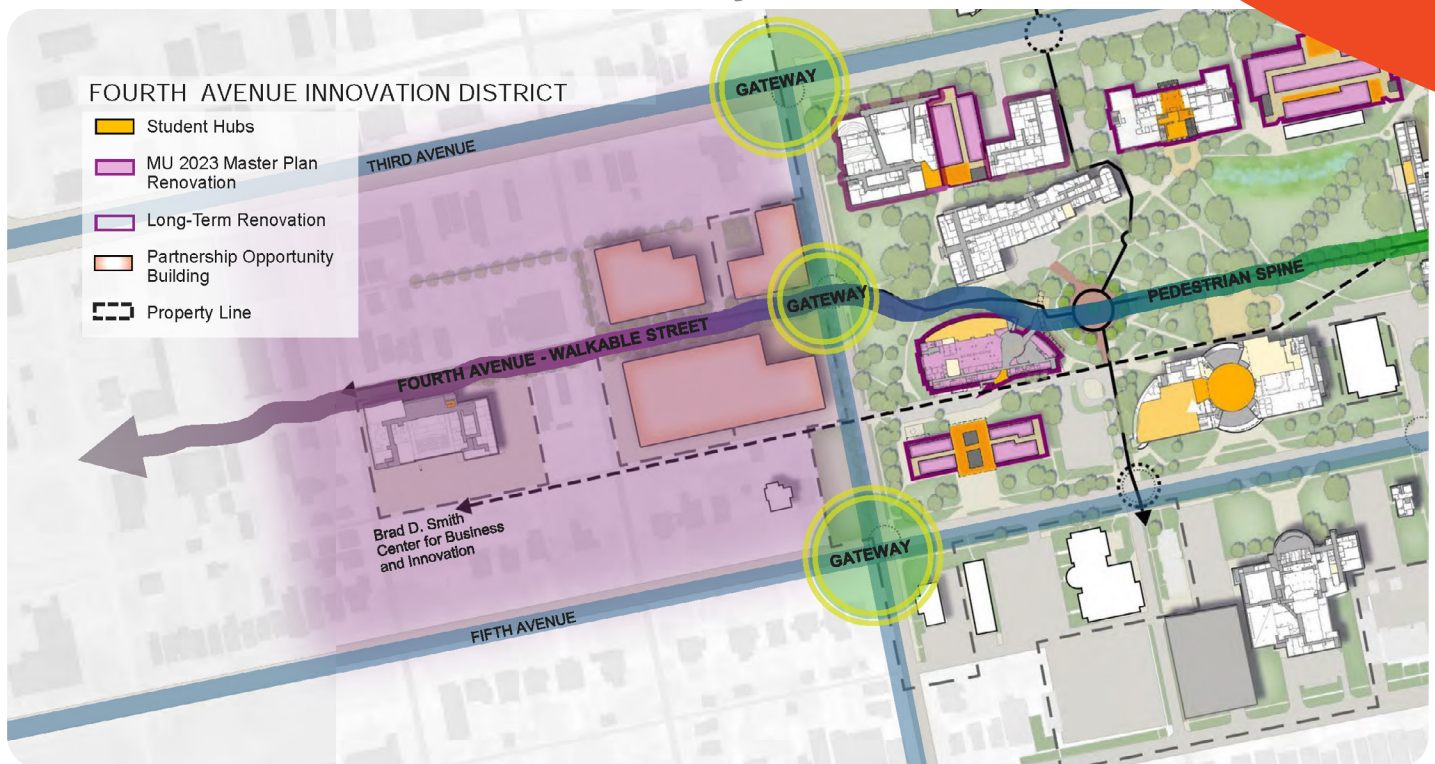 FOURTH AVENUE INNOVATION DISTRICT
Student Hubs
MU 2023 Master Plan
Renovation
Long-Term Renovation
Partnership Opportunity
Building
Property Line
GATEWAY
THIRD AVENUE
GATEWAY
PEDESTRIAN SPINE
FOURTH AVENUE - WALKABLE STREET
Brad D. Smith
Center for Business
and Innovation
GATEWAY
FIFTH AVENUE